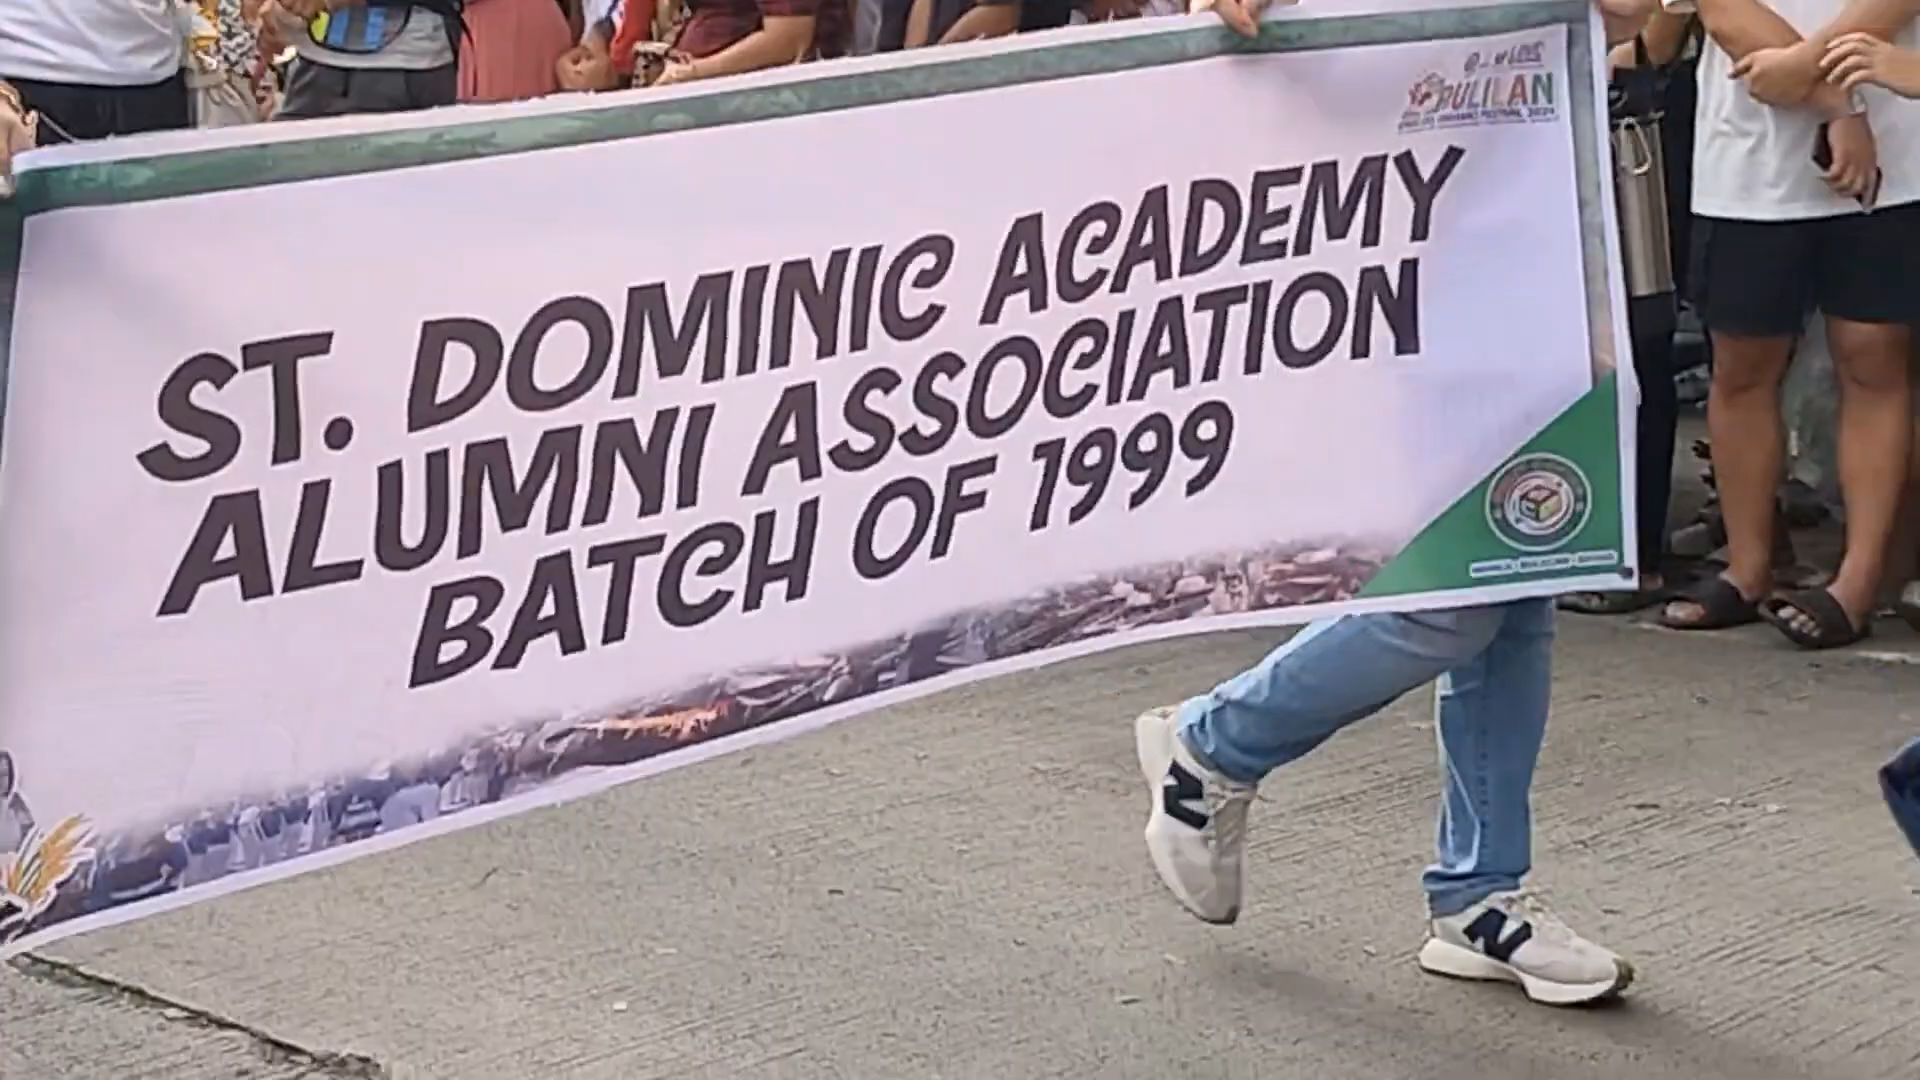 PULILAN
ST. DOMINIC ACADEMY
ALUMNI ASSOCIATION
BATCH OF 1999
N
N